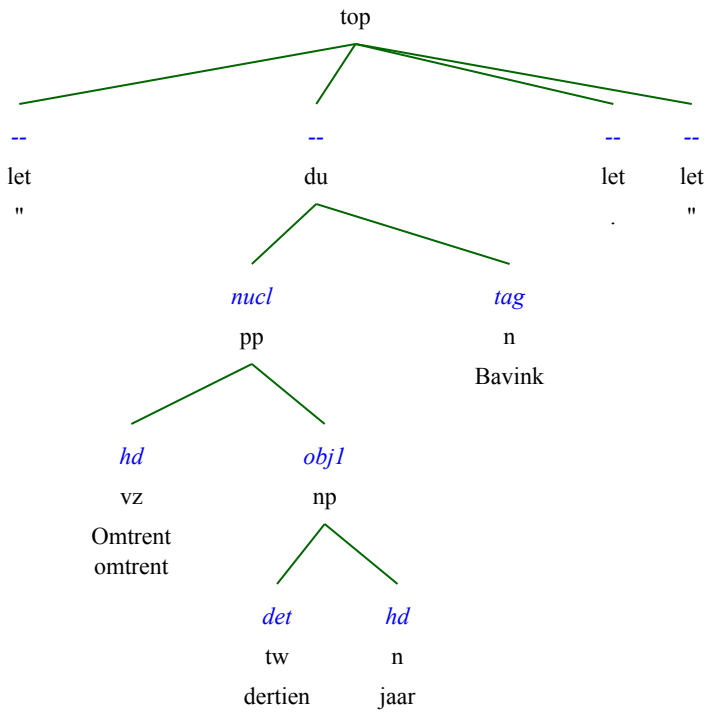 top
-- -- -- --
let du let let
" . "
nucl tag
pp n
Bavink
hd obj1
vz np
Omtrent
omtrent
det hd
tw n
dertien jaar